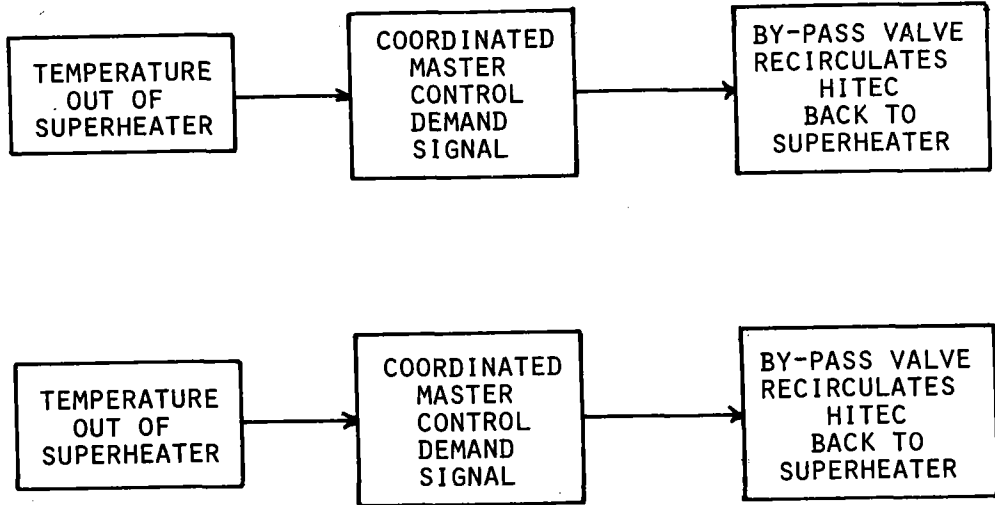 TEMPERATURE
OUT OF
SUPERHEATER
COORDINATED
MASTER
CONTROL
DEMAND
SIGNAL
BY-PASS VALVE
RECIRCULATES
HITEC
BACK TO
SUPERHEATER
TEMPERATURE
OUT OF
SUPERHEATER
COORDINATED
MASTER
CONTROL
DEMAND
SIGNAL
BY-PASS VALVE
RECIRCULATES
HITEC
BACK TO
SUPERHEATER